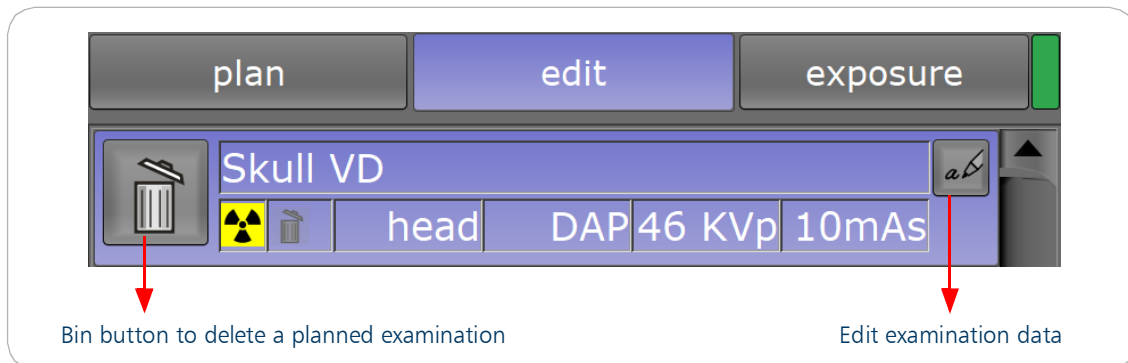 plan edit exposure
Skull VD a
head DAP 46 KVp 10mAs
Bin button to delete a planned examination Edit examination data